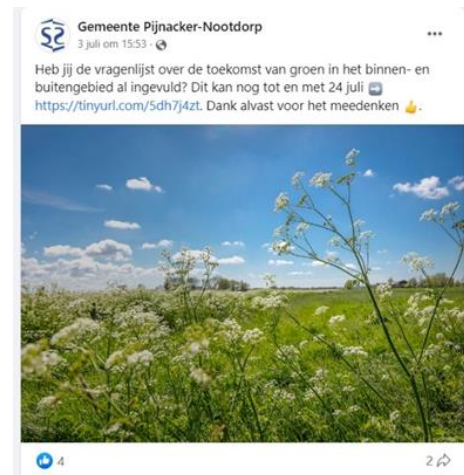 Gemeente Pijnacker-Nootdorp
3 juli om 15:53 ·
Heb jij de vragenlijst over de toekomst van groen in het binnen- en
buitengebied al ingevuld? Dit kan nog tot en met 24 juli ➡️
https://tinyurl.com/5dh7j4zt. Dank alvast voor het meedenken 👍.
4
2